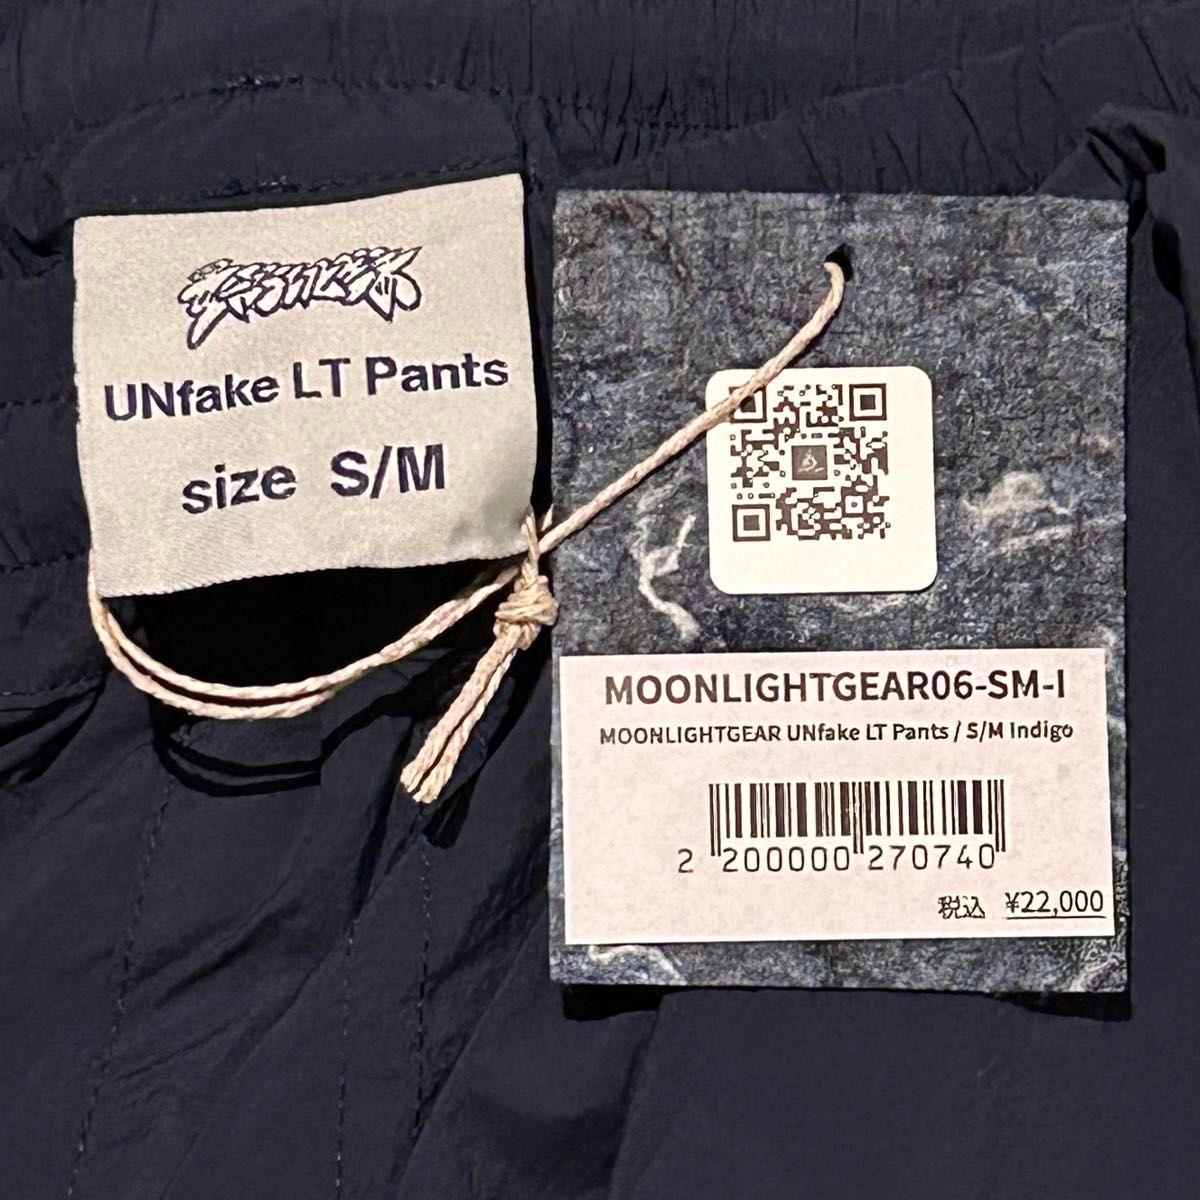 UNfake LT Pants
size S/M
MOONLIGHTGEAR06-SM-I
MOONLIGHTGEAR UNfake LT Pants / S/M Indigo
2 200000 270740
税込 ¥22,000